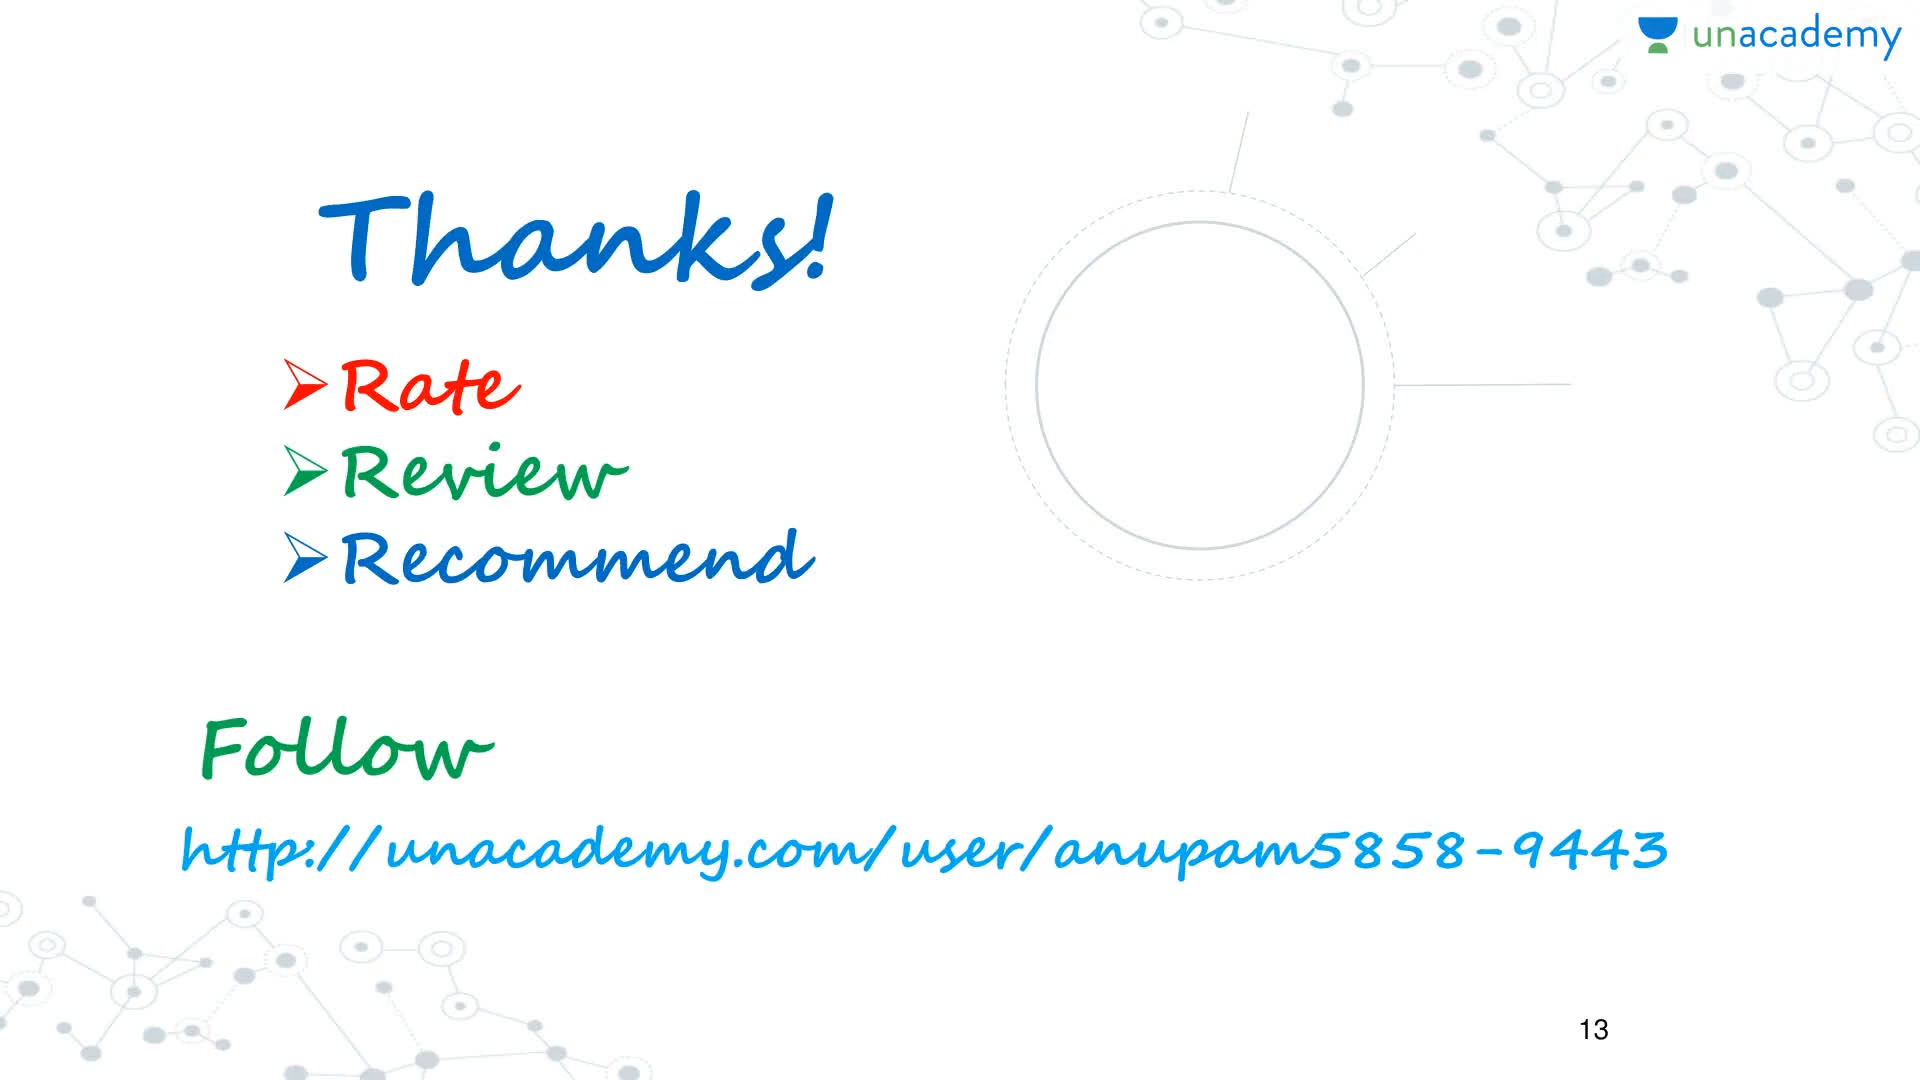 unacademy
Thanks!
Rate
Review
Recommend
Follow
http://unacademy.com/user/anupam5858-9443
13